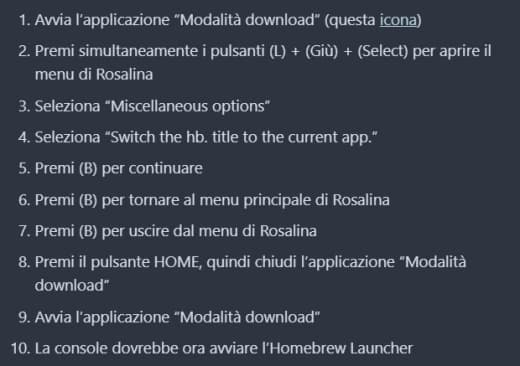 1. Avvia l'applicazione “Modalità download” (questa icona)
2. Premi simultaneamente i pulsanti (L) + (Giù) + (Select) per aprire il
menu di Rosalina
3. Seleziona “Miscellaneous options”
4. Seleziona “Switch the hb. title to the current app.”
5. Premi (B) per continuare
6. Premi (B) per tornare al menu principale di Rosalina
7. Premi (B) per uscire dal menu di Rosalina
8. Premi il pulsante HOME, quindi chiudi l'applicazione “Modalità
download”
9. Avvia l'applicazione “Modalità download”
10. La console dovrebbe ora avviare l'Homebrew Launcher